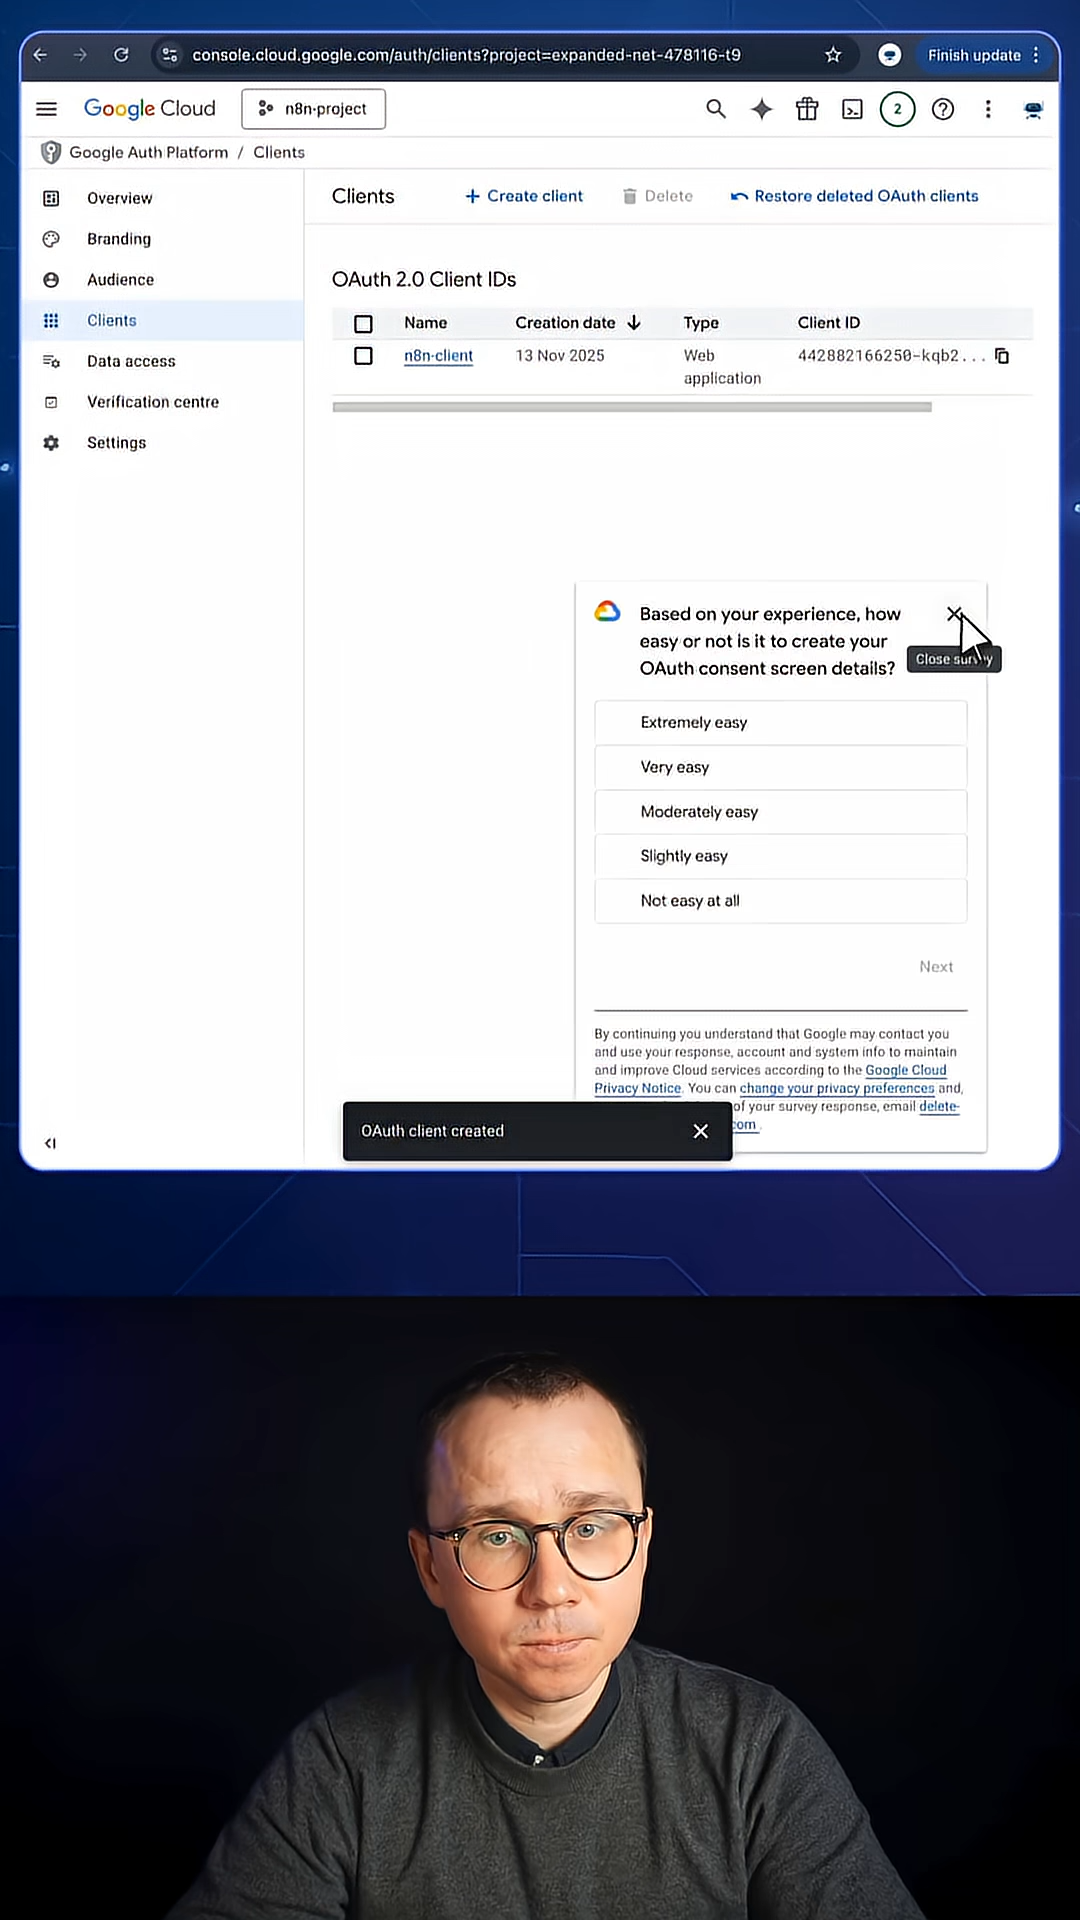 console.cloud.google.com/auth/clients?project=expanded-net-478116-t9
Finish update
Google Cloud
n8n-project
2
Google Auth Platform / Clients
Overview
Branding
Audience
Clients
Data access
Verification centre
Settings
Clients
+ Create client
Delete
Restore deleted OAuth clients
OAuth 2.0 Client IDs
Name Creation date Type Client ID
n8n-client 13 Nov 2025 Web 442882166250-kqb2...
application
Based on your experience, how
easy or not is it to create your
OAuth consent screen details?
Close survey
Extremely easy
Very easy
Moderately easy
Slightly easy
Not easy at all
Next
By continuing you understand that Google may contact you
and use your response, account and system info to maintain
and improve Cloud services according to the Google Cloud
Privacy Notice. You can change your privacy preferences and,
of your survey response, email delete-
com .
OAuth client created